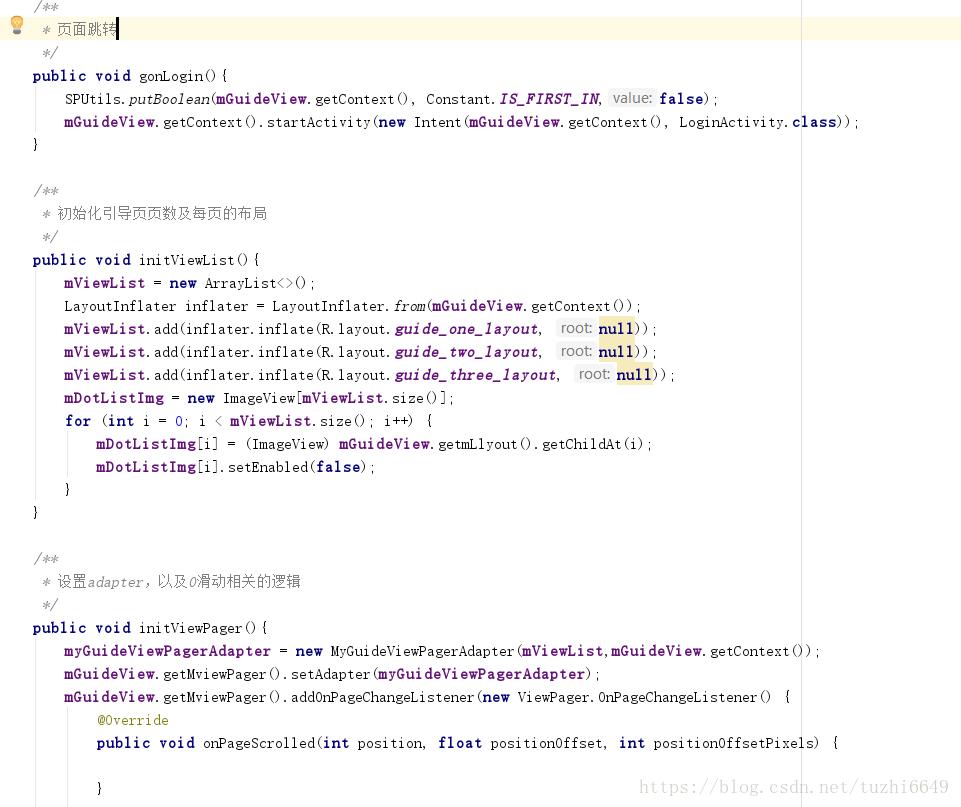 /**
 * 页面跳转
 */
public void gonLogin(){
    SPUtils.putBoolean(mGuideView.getContext(), Constant.IS_FIRST_IN, value: false);
    mGuideView.getContext().startActivity(new Intent(mGuideView.getContext(), LoginActivity.class));
}
/**
 * 初始化引导页页数及每页的布局
 */
public void initViewList(){
    mViewList = new ArrayList<>();
    LayoutInflater inflater = LayoutInflater.from(mGuideView.getContext());
    mViewList.add(inflater.inflate(R.layout.guide_one_layout, root: null));
    mViewList.add(inflater.inflate(R.layout.guide_two_layout, root: null));
    mViewList.add(inflater.inflate(R.layout.guide_three_layout, root: null));
    mDotListImg = new ImageView[mViewList.size()];
    for (int i = 0; i < mViewList.size(); i++) {
        mDotListImg[i] = (ImageView) mGuideView.getmLlyout().getChildAt(i);
        mDotListImg[i].setEnabled(false);
    }
}
/**
 * 设置adapter，以及0滑动相关的逻辑
 */
public void initViewPager(){
    myGuideViewPagerAdapter = new MyGuideViewPagerAdapter(mViewList,mGuideView.getContext());
    mGuideView.getMviewPager().setAdapter(myGuideViewPagerAdapter);
    mGuideView.getMviewPager().addOnPageChangeListener(new ViewPager.OnPageChangeListener() {
        @Override
        public void onPageScrolled(int position, float positionOffset, int positionOffsetPixels) {
        }
https://blog.csdn.net/tuzhi6649